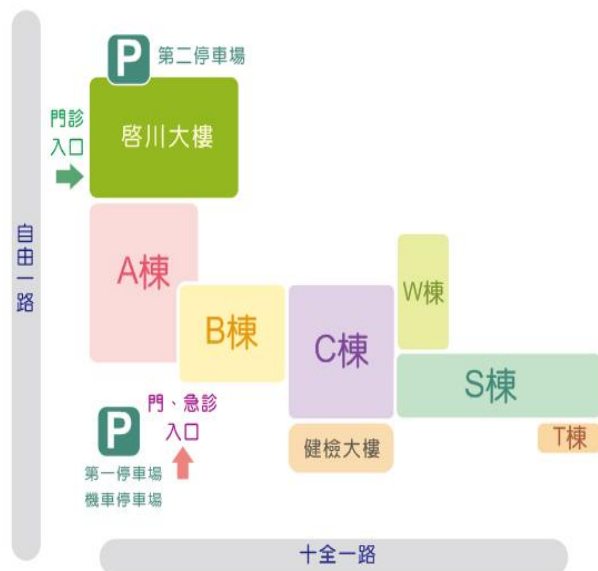 P 第二停車場
門診
入口
啓川大樓
自由一路
A棟
B棟
C棟
W棟
S棟
T棟
健檢大樓
門、急診
入口
P
第一停車場
機車停車場
十全一路